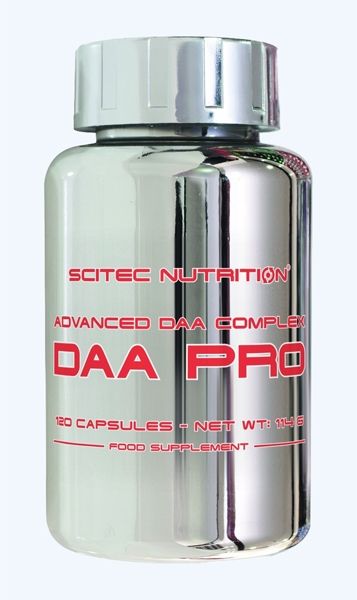 SCITEC NUTRITION®
ADVANCED DAA COMPLEX
DAA PRO
120 CAPSULES - NET WT: 114 G
FOOD SUPPLEMENT